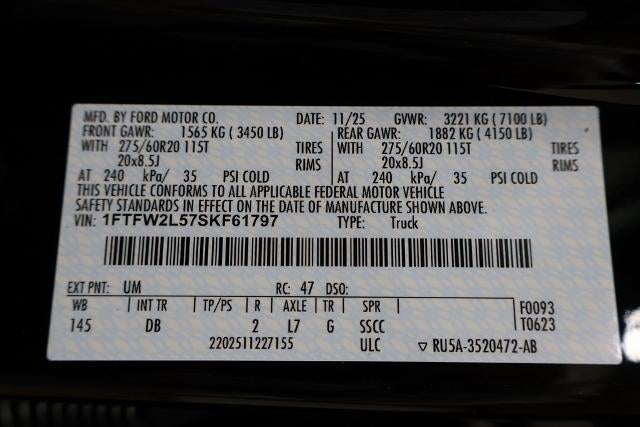 MFD. BY FORD MOTOR CO. DATE: 11/25 GVWR: 3221 KG ( 7100 LB)
FRONT GAWR: 1565 KG ( 3450 LB) REAR GAWR: 1882 KG ( 4150 LB)
WITH 275/60R20 115T TIRES WITH 275/60R20 115T TIRES
20x8.5J RIMS 20x8.5J RIMS
AT 240 kPa/ 35 PSI COLD AT 240 kPa/ 35 PSI COLD
THIS VEHICLE CONFORMS TO ALL APPLICABLE FEDERAL MOTOR VEHICLE
SAFETY STANDARDS IN EFFECT ON THE DATE OF MANUFACTURE SHOWN ABOVE.
VIN: 1FTFW2L57SKF61797 TYPE: Truck
EXT PNT: UM RC: 47 DSO:
WB INT TR TP/PS R AXLE TR SPR F0093
145 DB 2 L7 G SSCC T0623
2202511227155 ULC ▼ RU5A-3520472-AB